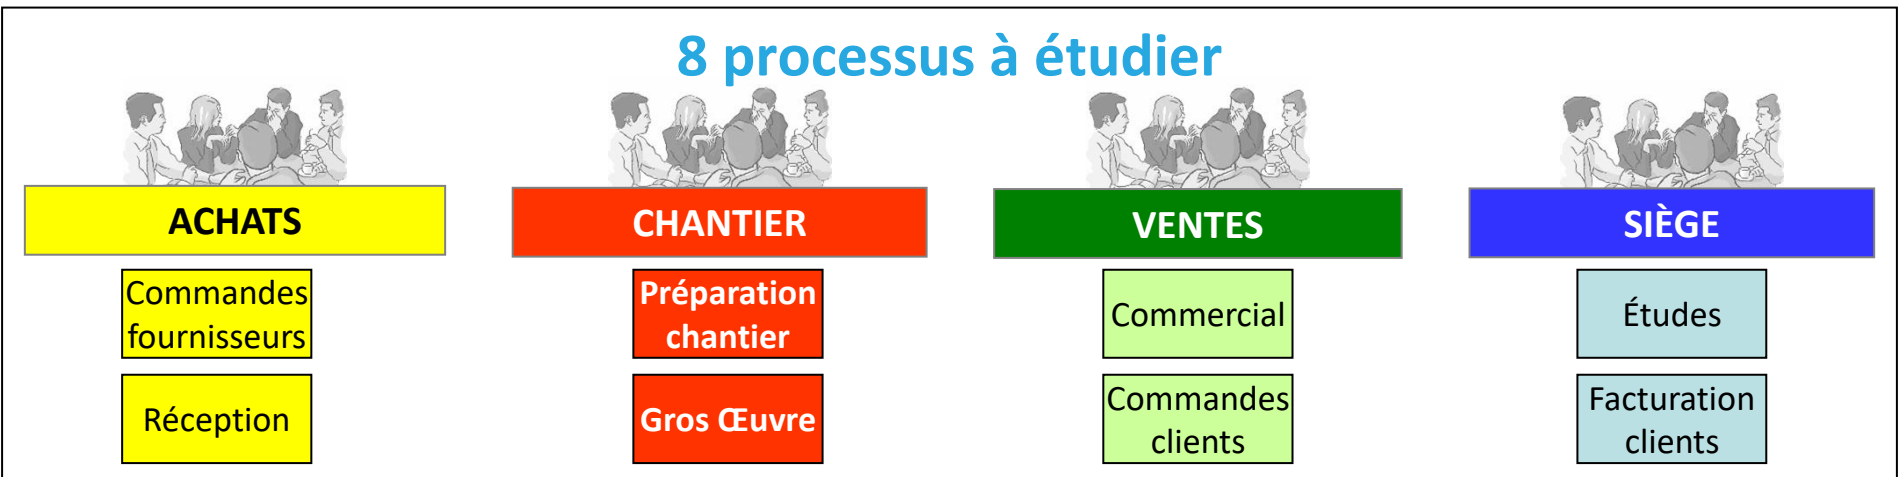 8 processus à étudier
ACHATS
Commandes
fournisseurs
Réception
CHANTIER
Préparation
chantier
Gros Œuvre
VENTES
Commercial
Commandes
clients
SIÈGE
Études
Facturation
clients